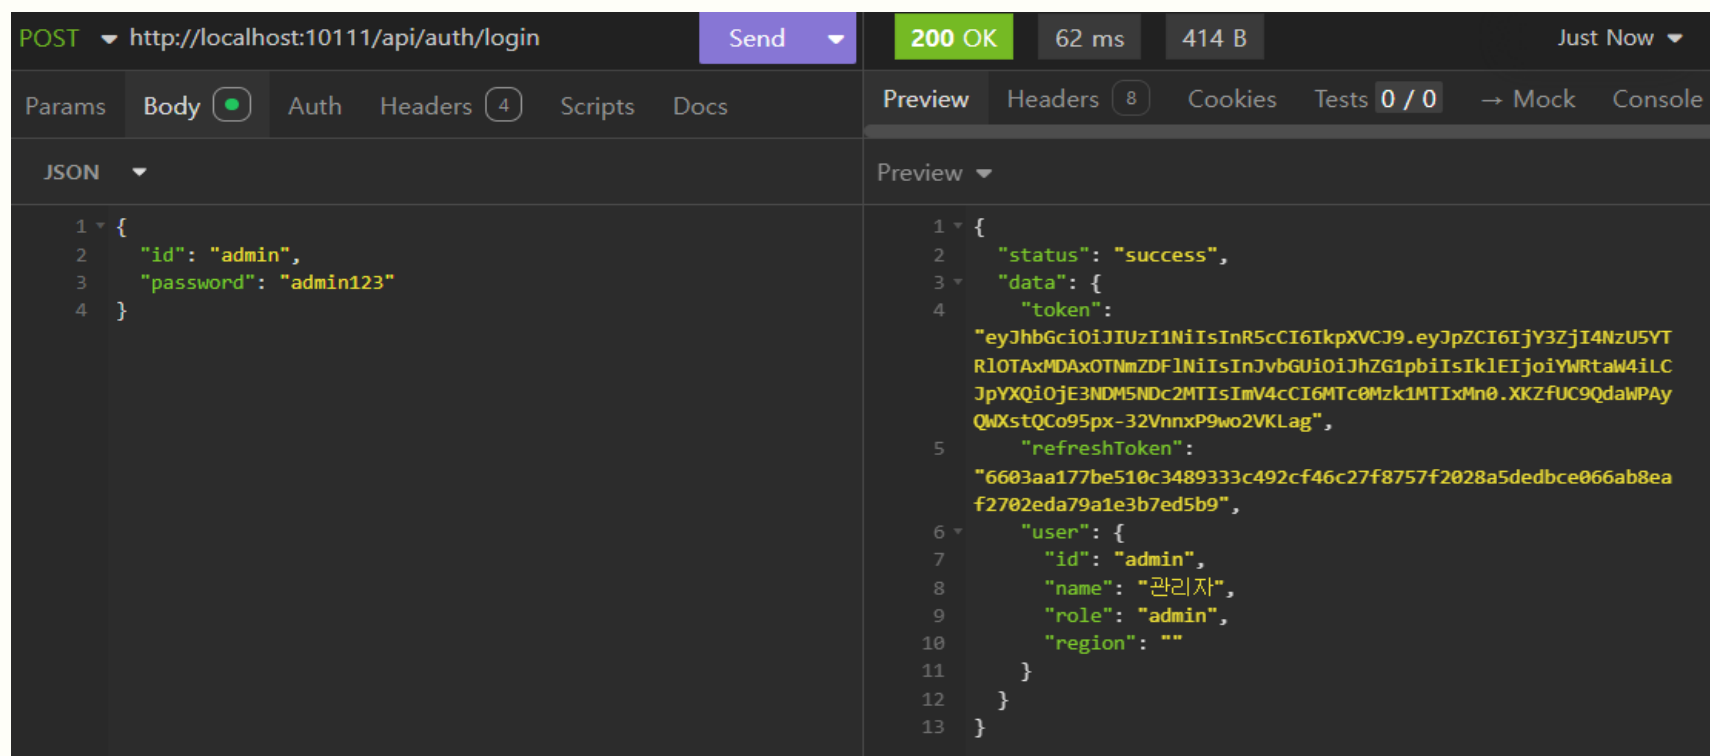 POST http://localhost:10111/api/auth/login Send
200 OK 62 ms 414 B Just Now
Params Body Auth Headers 4 Scripts Docs
Preview Headers 8 Cookies Tests 0 / 0 → Mock Console
JSON
Preview
1 {
2 "id": "admin",
3 "password": "admin123"
4 }
1 {
2 "status": "success",
3 "data": {
4 "token":
"eyJhbGciOiJIUzI1NiIsInR5cCI6IkpXVCJ9.eyJpZCI6IjY3ZjI4NzU5YT
RlOTAxMDAxOTNmZDFlNiIsInJvbGUiOiJhZG1pbiIsIklEIjoiYWRtaW4iLC
JpYXQiOjE3NDM5NDc2MTIsImV4cCI6MTc0Mzk1MTIxMn0.XKZfUC9QdaWPAy
QWXstQCo95px-32VnnxP9wo2VKLag",
5 "refreshToken":
"6603aa177be510c3489333c492cf46c27f8757f2028a5dedbce066ab8ea
f2702eda79a1e3b7ed5b9",
6 "user": {
7 "id": "admin",
8 "name": "관리자",
9 "role": "admin",
10 "region": ""
11 }
12 }
13 }